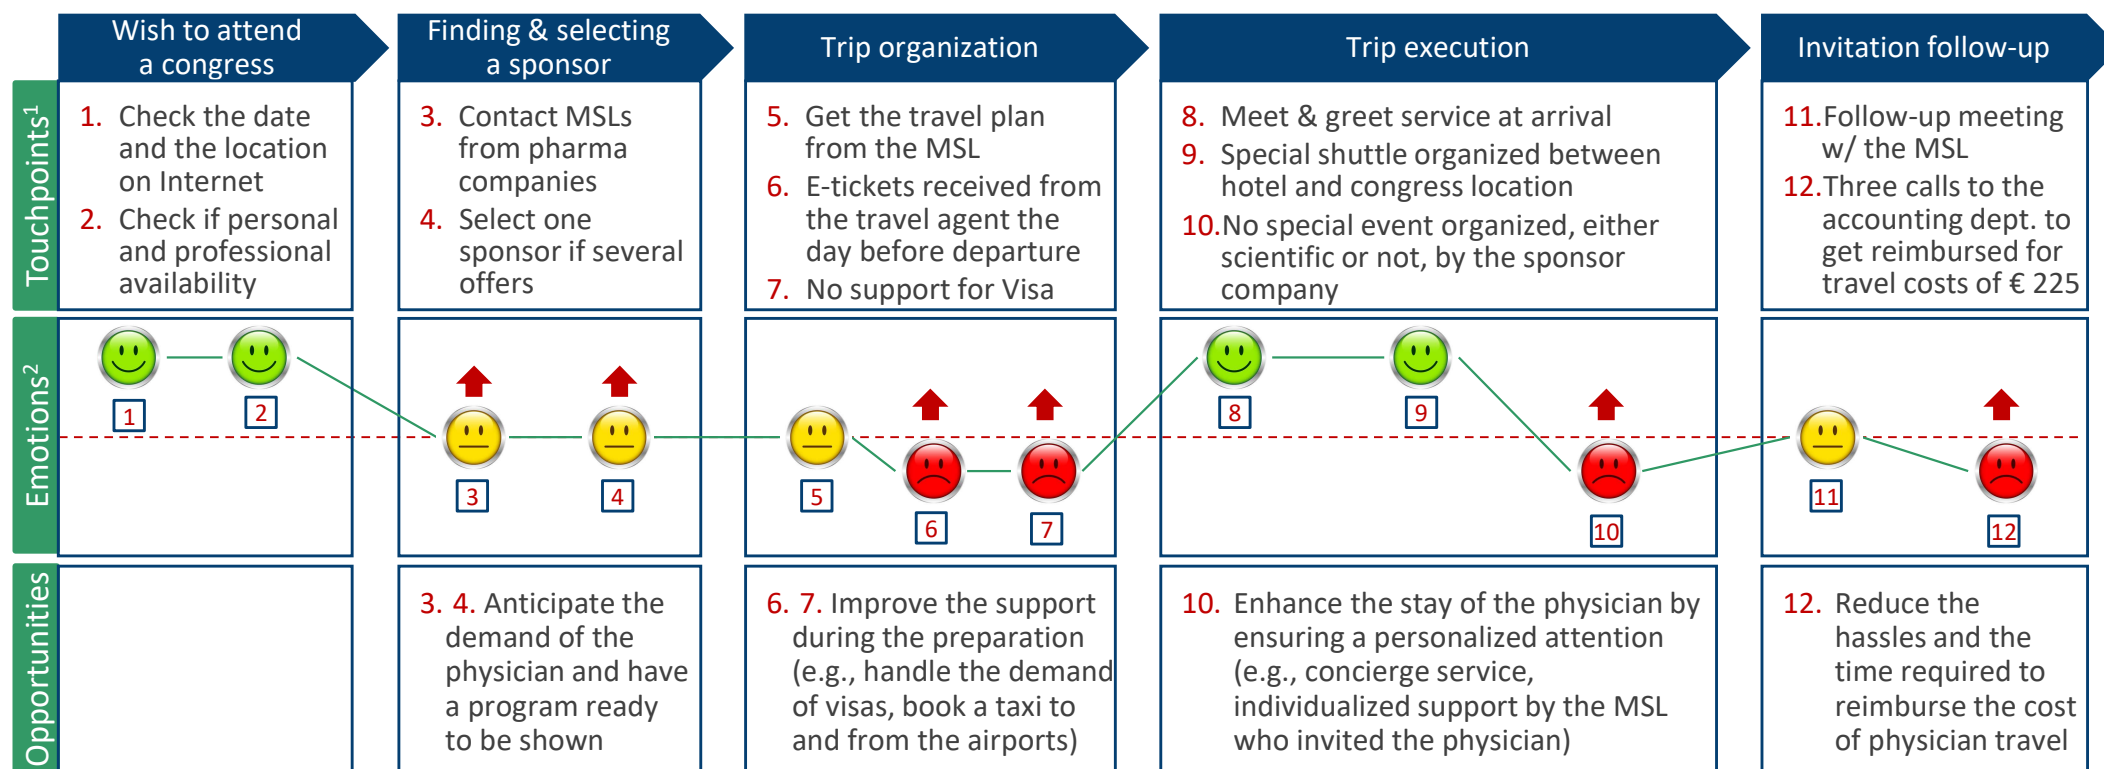 Wish to attend
a congress
Finding & selecting
a sponsor
Trip organization
Trip execution
Invitation follow-up
Touchpoints1
1. Check the date
and the location
on Internet
2. Check if personal
and professional
availability
3. Contact MSLs
from pharma
companies
4. Select one
sponsor if several
offers
5. Get the travel plan
from the MSL
6. E-tickets received from
the travel agent the
day before departure
7. No support for Visa
8. Meet & greet service at arrival
9. Special shuttle organized between
hotel and congress location
10.No special event organized, either
scientific or not, by the sponsor
company
11.Follow-up meeting
w/ the MSL
12.Three calls to the
accounting dept. to
get reimbursed for
travel costs of € 225
Emotions2
1
2
3
4
5
6
7
8
9
10
11
12
Opportunities
3. 4. Anticipate the
demand of the
physician and have
a program ready
to be shown
6. 7. Improve the support
during the preparation
(e.g., handle the demand
of visas, book a taxi to
and from the airports)
10. Enhance the stay of the physician by
ensuring a personalized attention
(e.g., concierge service,
individualized support by the MSL
who invited the physician)
12. Reduce the
hassles and the
time required to
reimburse the cost
of physician travel